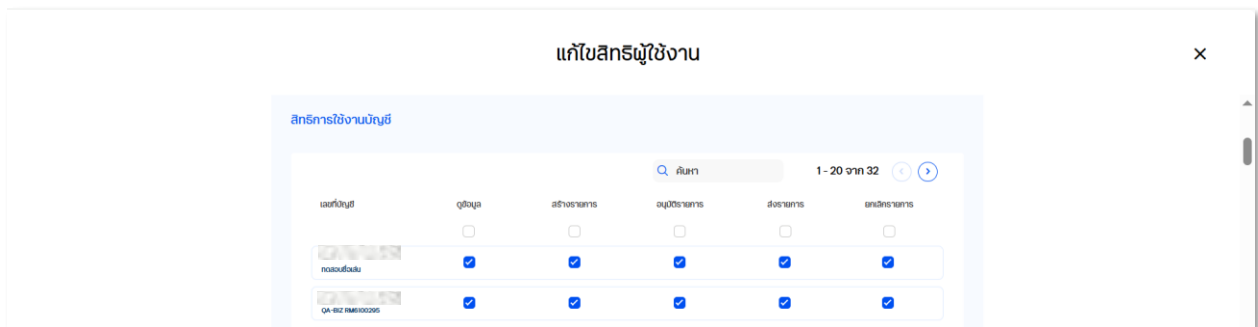 แก้ไขสิทธิผู้ใช้งาน
สิทธิการใช้งานบัญชี
ค้นหา 1 - 20 จาก 32
เลขที่บัญชี ดูข้อมูล สร้างรายการ อนุมัติรายการ ส่งรายการ ยกเลิกรายการ
ทดสอบชื่อเล่น
QA-BIZ RM6100295